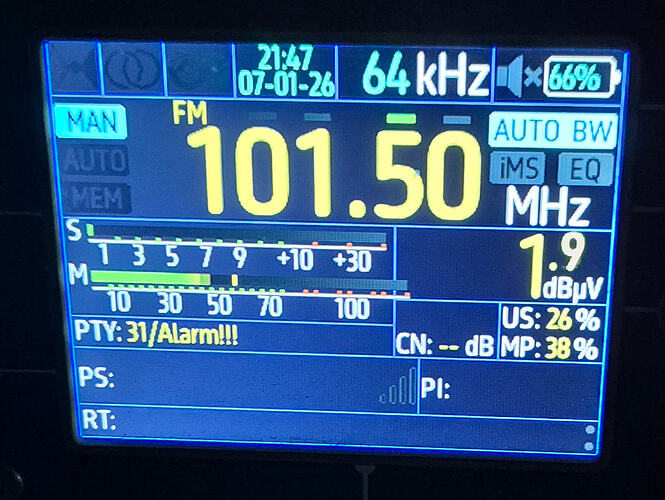 21:47
07-01-26
64 kHz
66%
MAN
FM
101.50
MHz
AUTO BW
AUTO
iMS EQ
MEM
S
1 3 5 7 9 +10 +30
M
10 30 50 70 100
1.9
dBµV
PTY: 31/Alarm!!!
CN: -- dB
US: 26 %
MP: 38 %
PS:
PI:
RT: